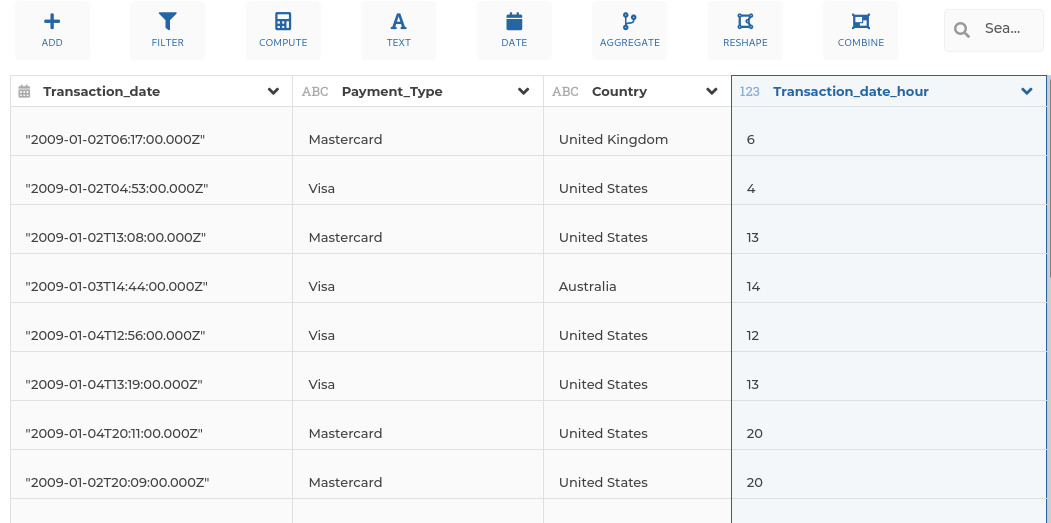 ADD FILTER COMPUTE TEXT DATE AGGREGATE RESHAPE COMBINE Sea...
Transaction_date ABC Payment_Type ABC Country 123 Transaction_date_hour
"2009-01-02T06:17:00.000Z" Mastercard United Kingdom 6
"2009-01-02T04:53:00.000Z" Visa United States 4
"2009-01-02T13:08:00.000Z" Mastercard United States 13
"2009-01-03T14:44:00.000Z" Visa Australia 14
"2009-01-04T12:56:00.000Z" Visa United States 12
"2009-01-04T13:19:00.000Z" Visa United States 13
"2009-01-04T20:11:00.000Z" Mastercard United States 20
"2009-01-02T20:09:00.000Z" Mastercard United States 20